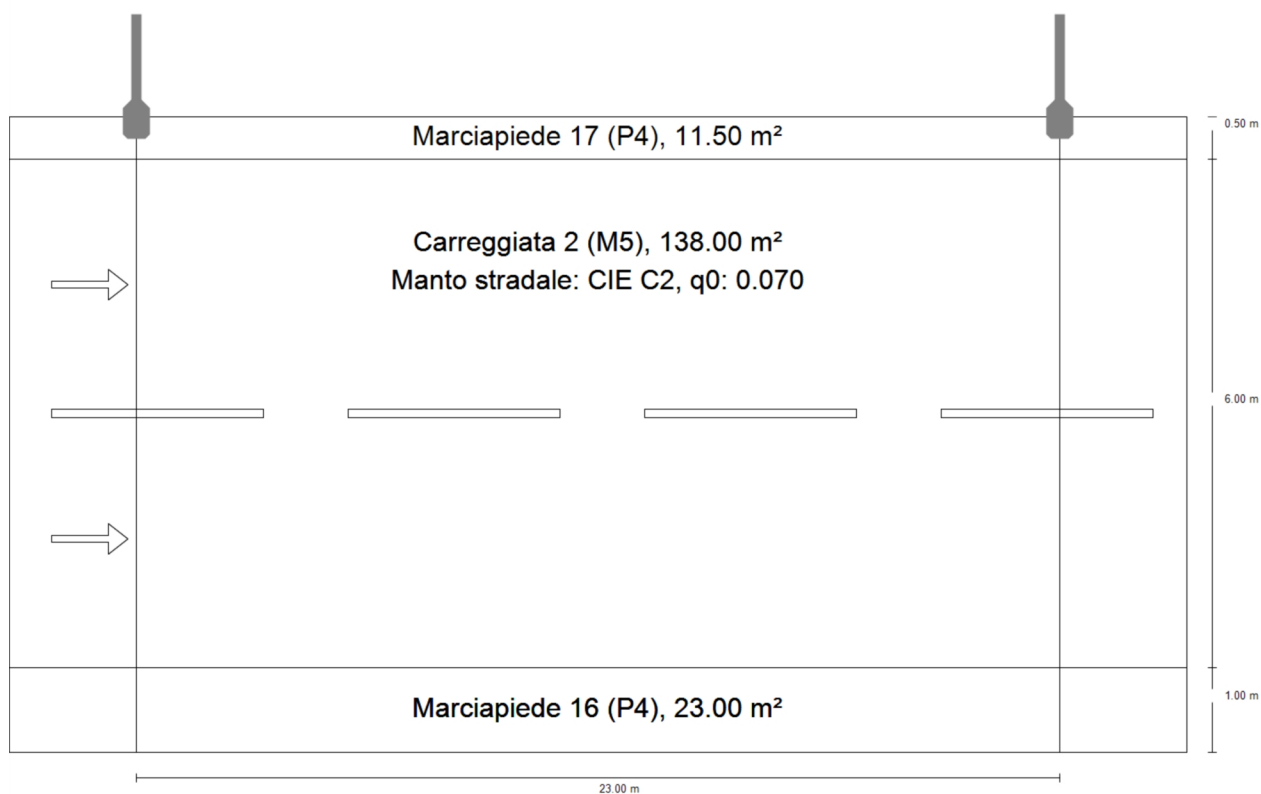 Marciapiede 17 (P4), 11.50 m²
0.50 m
Carreggiata 2 (M5), 138.00 m²
Manto stradale: CIE C2, q0: 0.070
6.00 m
Marciapiede 16 (P4), 23.00 m²
1.00 m
23.00 m